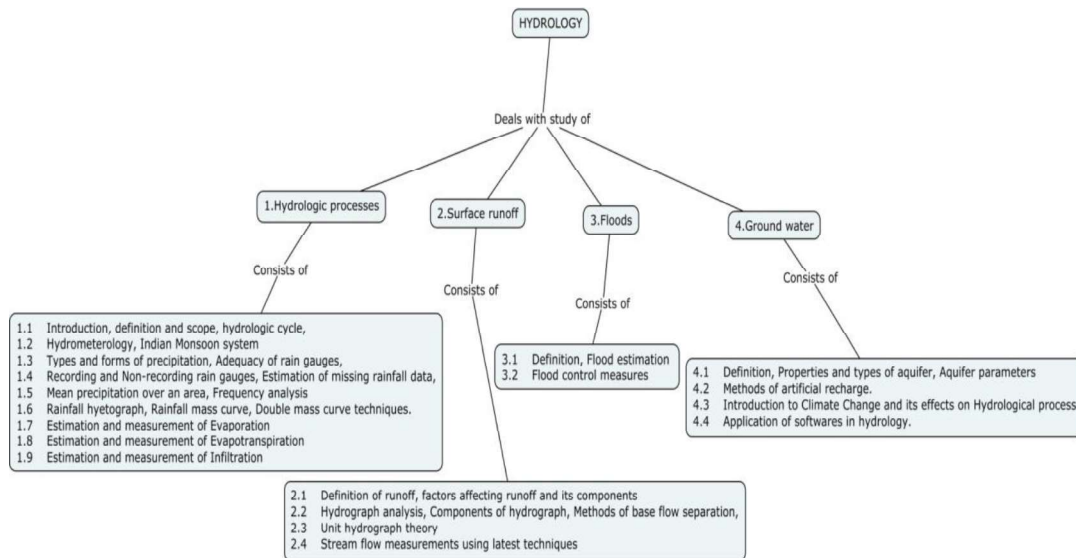 HYDROLOGY
Deals with study of
1.Hydrologic processes
2.Surface runoff
3.Floods
4.Ground water
Consists of
Consists of
Consists of
Consists of
1.1 Introduction, definition and scope, hydrologic cycle,
1.2 Hydrometerology, Indian Monsoon system
1.3 Types and forms of precipitation, Adequacy of rain gauges,
1.4 Recording and Non-recording rain gauges, Estimation of missing rainfall data,
1.5 Mean precipitation over an area, Frequency analysis
1.6 Rainfall hyetograph, Rainfall mass curve, Double mass curve techniques.
1.7 Estimation and measurement of Evaporation
1.8 Estimation and measurement of Evapotranspiration
1.9 Estimation and measurement of Infiltration
2.1 Definition of runoff, factors affecting runoff and its components
2.2 Hydrograph analysis, Components of hydrograph, Methods of base flow separation,
2.3 Unit hydrograph theory
2.4 Stream flow measurements using latest techniques
3.1 Definition, Flood estimation
3.2 Flood control measures
4.1 Definition, Properties and types of aquifer, Aquifer parameters
4.2 Methods of artificial recharge.
4.3 Introduction to Climate Change and its effects on Hydrological process
4.4 Application of softwares in hydrology.